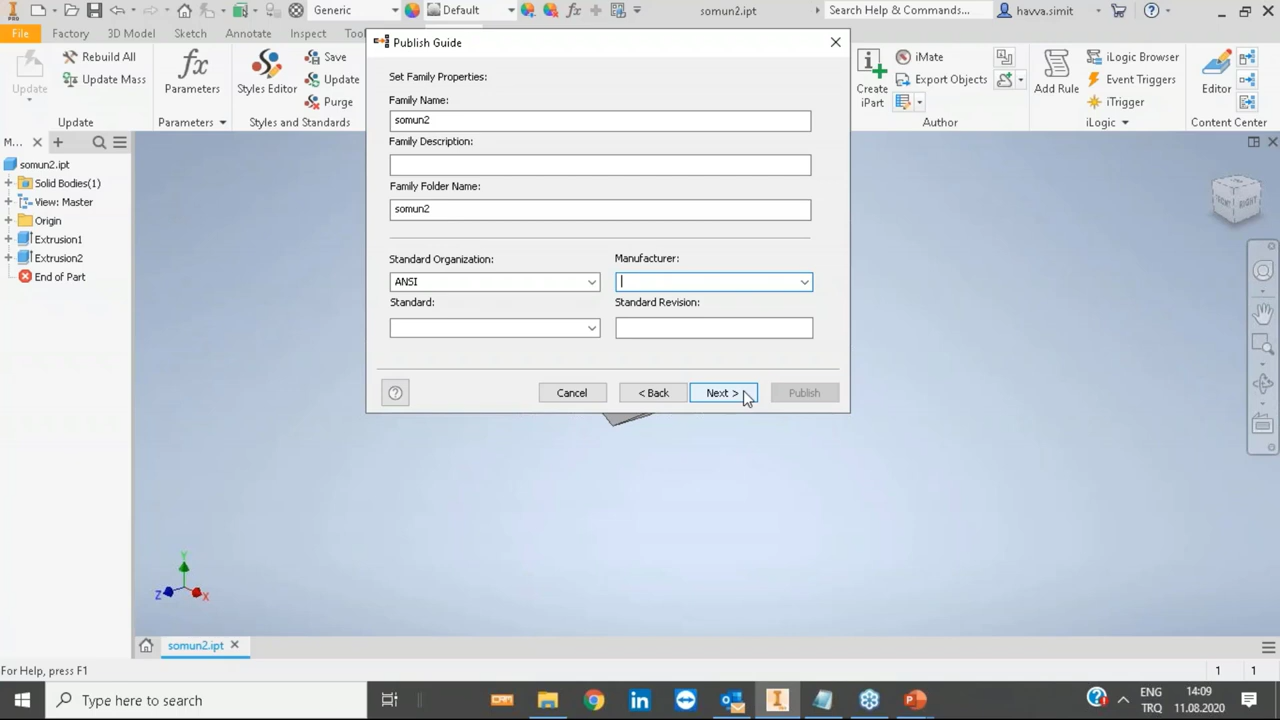 PRO
Generic
Default
fx
somun2.ipt
Search Help & Commands...
havva.simit
File
Factory
3D Model
Sketch
Annotate
Inspect
Update
Rebuild All
Update Mass
Update
fx
Parameters
Parameters
Styles Editor
Save
Update
Purge
Styles and Standards
Create
iPart
iMate
Export Objects
Author
Add Rule
iLogic Browser
Event Triggers
iTrigger
iLogic
Editor
Content Center
M...
somun2.ipt
Solid Bodies(1)
View: Master
Origin
Extrusion1
Extrusion2
End of Part
Publish Guide
Set Family Properties:
Family Name:
somun2
Family Description:
Family Folder Name:
somun2
Standard Organization:
Manufacturer:
ANSI
Standard:
Standard Revision:
Cancel
< Back
Next >
Publish
FRONT
RIGHT
Y
Z
X
somun2.ipt
For Help, press F1
1
1
Type here to search
ENG
TRQ
14:09
11.08.2020